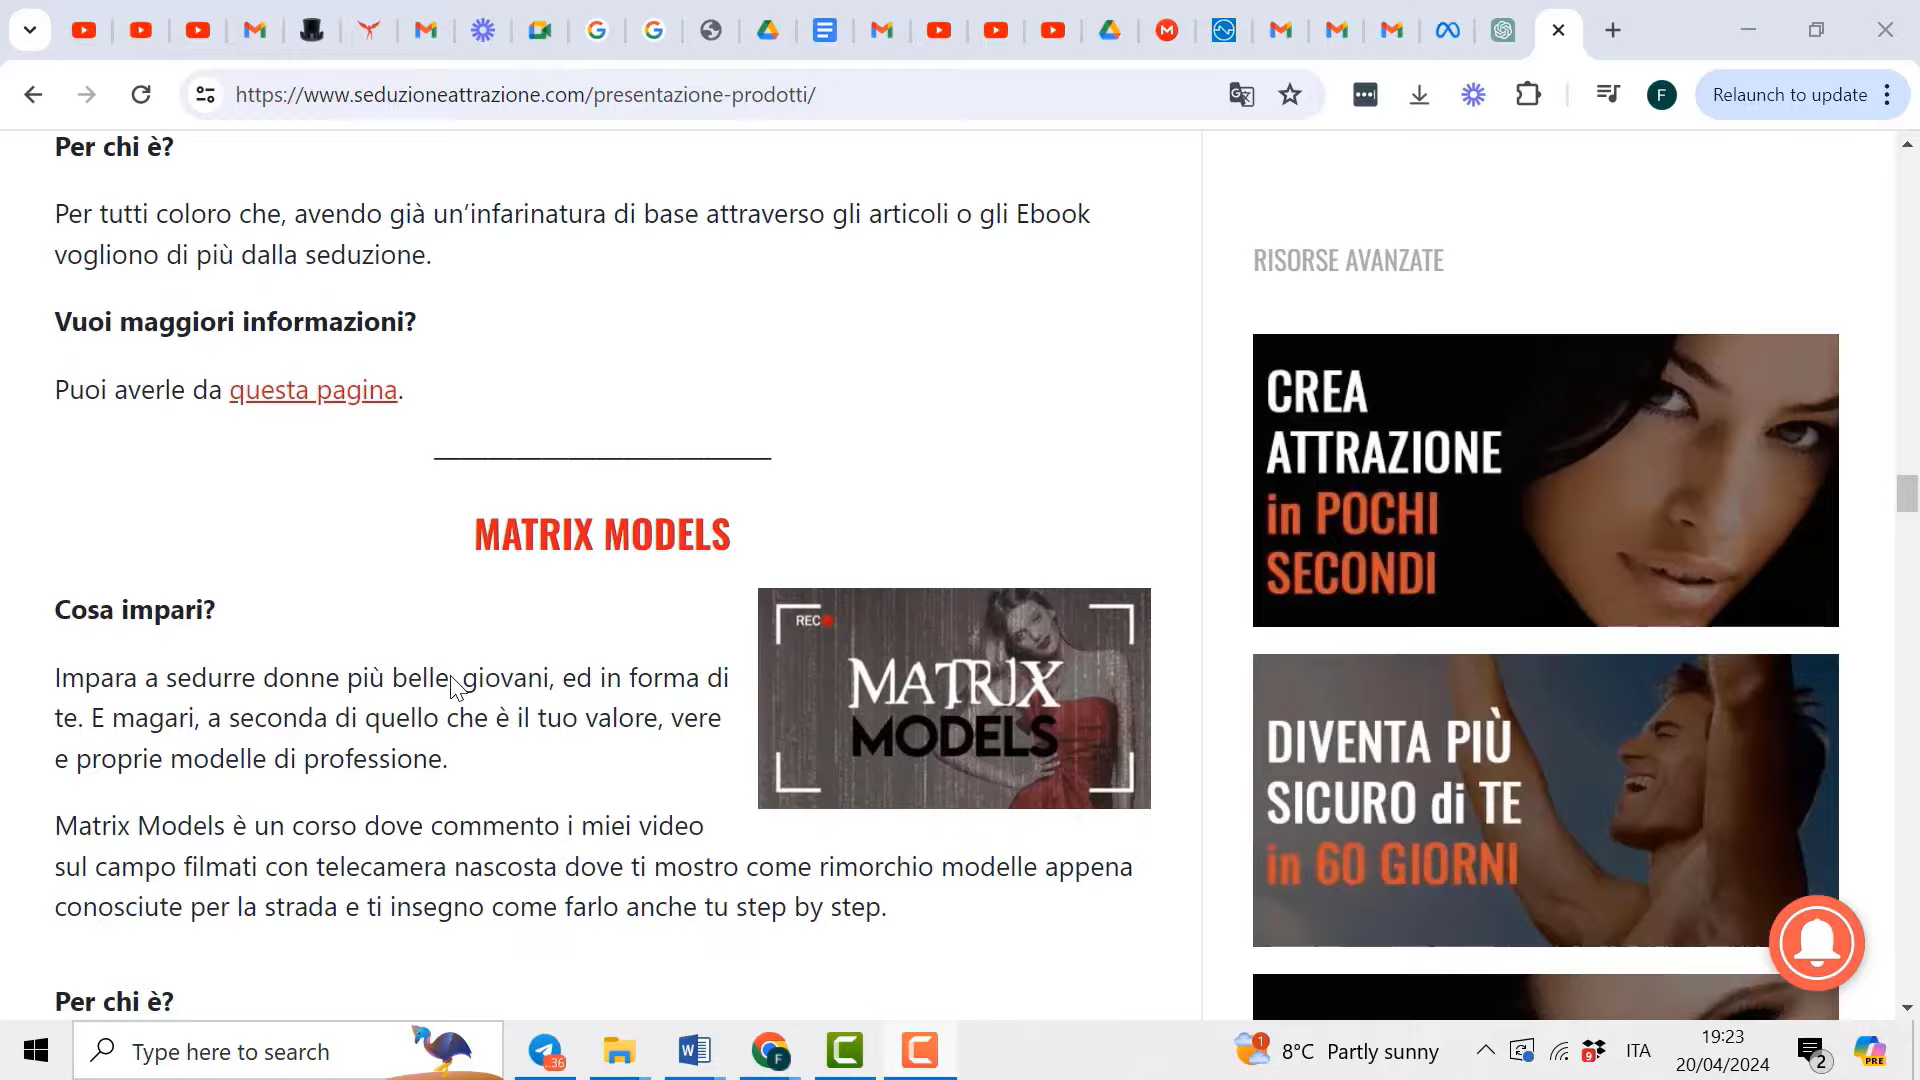 https://www.seduzioneattrazione.com/presentazione-prodotti/
F
Relaunch to update
Per chi è?
Per tutti coloro che, avendo già un’infarinatura di base attraverso gli articoli o gli Ebook
vogliono di più dalla seduzione.
Vuoi maggiori informazioni?
Puoi averle da questa pagina.
MATRIX MODELS
Cosa impari?
Impara a sedurre donne più belle, giovani, ed in forma di
te. E magari, a seconda di quello che è il tuo valore, vere
e proprie modelle di professione.
REC
MATRIX
MODELS
Matrix Models è un corso dove commento i miei video
sul campo filmati con telecamera nascosta dove ti mostro come rimorchio modelle appena
conosciute per la strada e ti insegno come farlo anche tu step by step.
Per chi è?
RISORSE AVANZATE
CREA
ATTRAZIONE
in POCHI
SECONDI
DIVENTA PIÙ
SICURO di TE
in 60 GIORNI
Type here to search
36
W
F
1
8°C Partly sunny
9
ITA
19:23
20/04/2024
2
PRE